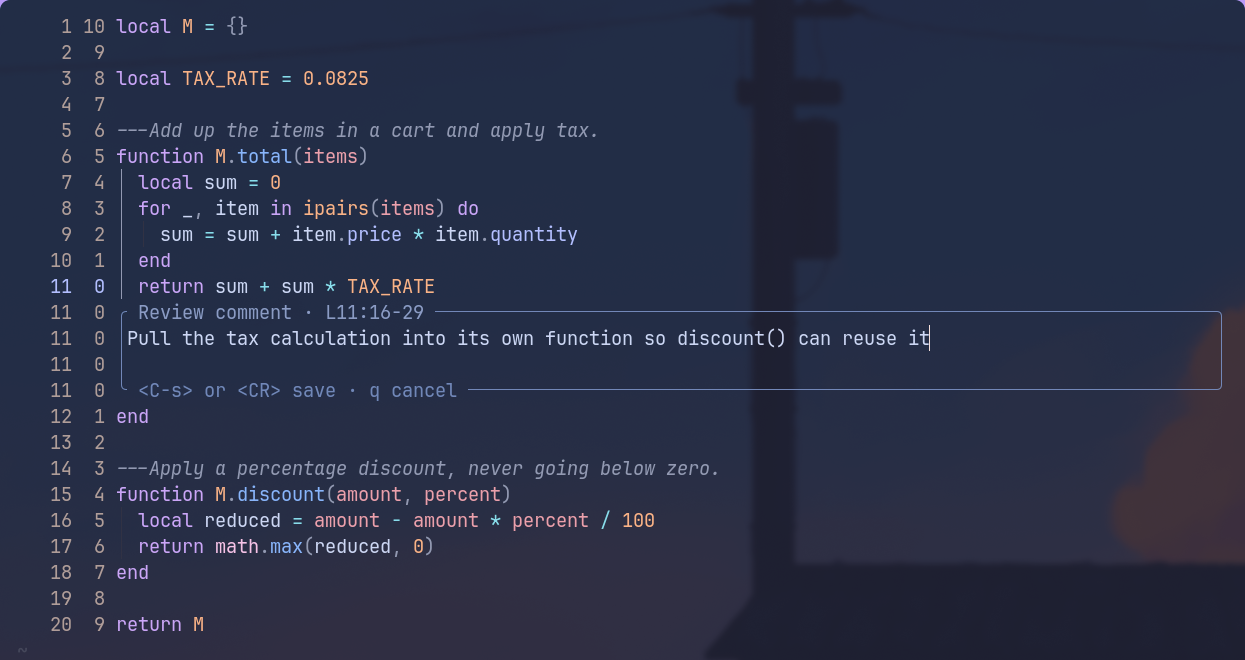 1 10 local M = {}
2 9
3 8 local TAX_RATE = 0.0825
4 7
5 6 ---Add up the items in a cart and apply tax.
6 5 function M.total(items)
7 4 local sum = 0
8 3 for _, item in ipairs(items) do
9 2 sum = sum + item.price * item.quantity
10 1 end
11 0 return sum + sum * TAX_RATE
11 0 Review comment · L11:16-29
11 0 Pull the tax calculation into its own function so discount() can reuse it
11 0
11 0 <C-s> or <CR> save · q cancel
12 1 end
13 2
14 3 ---Apply a percentage discount, never going below zero.
15 4 function M.discount(amount, percent)
16 5 local reduced = amount - amount * percent / 100
17 6 return math.max(reduced, 0)
18 7 end
19 8
20 9 return M
~